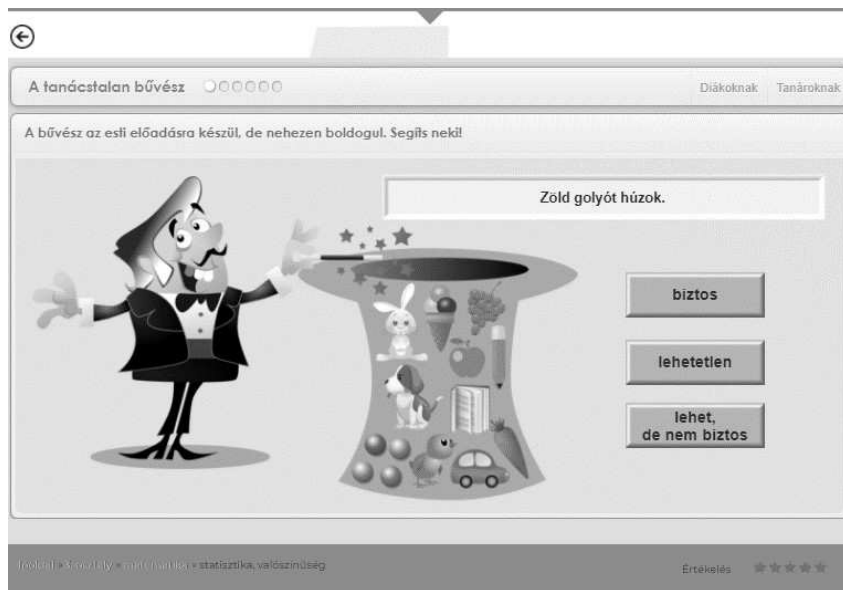 A tanácstalan bűvész
Diákoknak Tanároknak
A bűvész az esti előadásra készül, de nehezen boldogul. Segíts neki!
Zöld golyót húzok.
biztos
lehetetlen
lehet,
de nem biztos
» » » statisztika, valószínűség
Értékelés